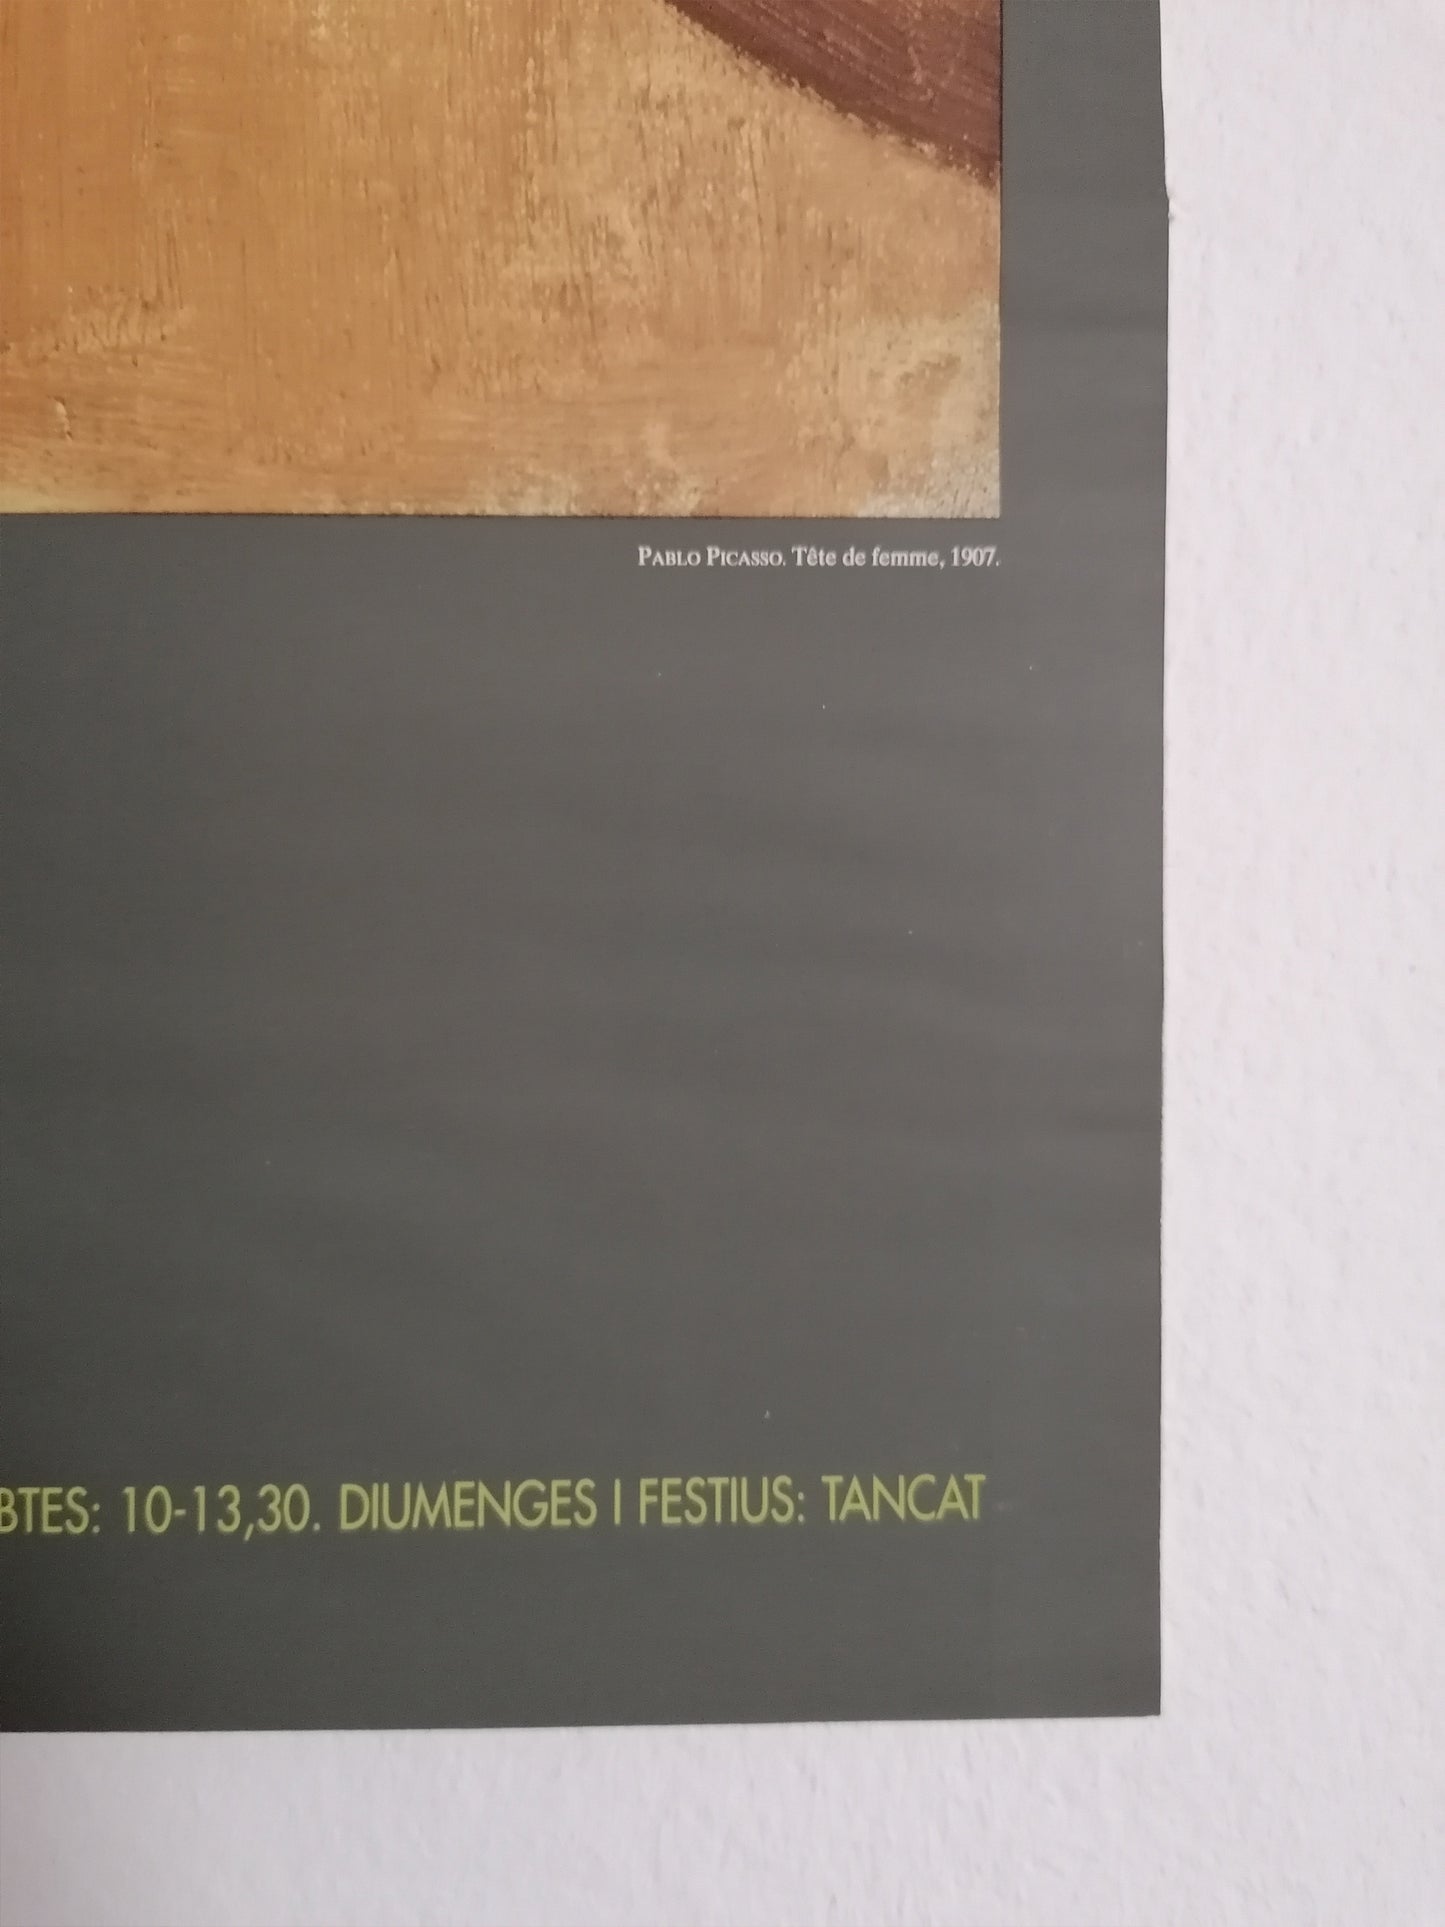 PABLO PICASSO. Tête de femme, 1907.
BTES: 10-13,30. DIUMENGES I FESTIUS: TANCAT